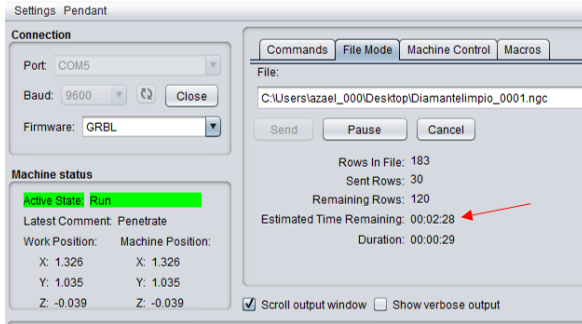 Settings Pendant
Connection
Port: COM5
Baud: 9600 Close
Firmware: GRBL
Machine status
Active State: Run
Latest Comment: Penetrate
Work Position: Machine Position:
X: 1.326 X: 1.326
Y: 1.035 Y: 1.035
Z: -0.039 Z: -0.039
Commands File Mode Machine Control Macros
File:
C:\Users\azael_000\Desktop\Diamantelimpio_0001.ngc
Send Pause Cancel
Rows In File: 183
Sent Rows: 30
Remaining Rows: 120
Estimated Time Remaining: 00:02:28
Duration: 00:00:29
Scroll output window Show verbose output